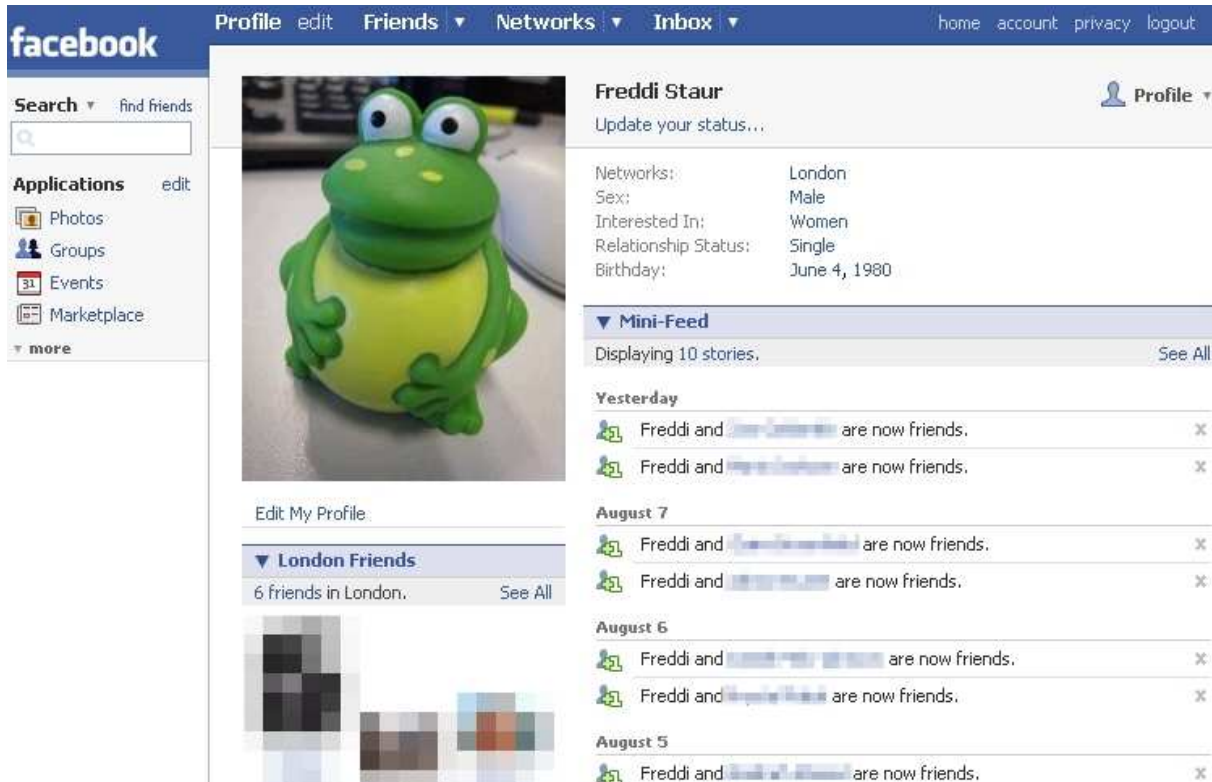 facebook
Profile edit Friends Networks Inbox home account privacy logout
Search find friends
Applications edit
Photos
Groups
31 Events
Marketplace
more
Edit My Profile
London Friends
6 friends in London. See All
Freddi Staur
Update your status...
Profile
Networks: London
Sex: Male
Interested In: Women
Relationship Status: Single
Birthday: June 4, 1980
Mini-Feed
Displaying 10 stories. See All
Yesterday
Freddi and are now friends.
Freddi and are now friends.
August 7
Freddi and are now friends.
Freddi and are now friends.
August 6
Freddi and are now friends.
Freddi and are now friends.
August 5
Freddi and are now friends.